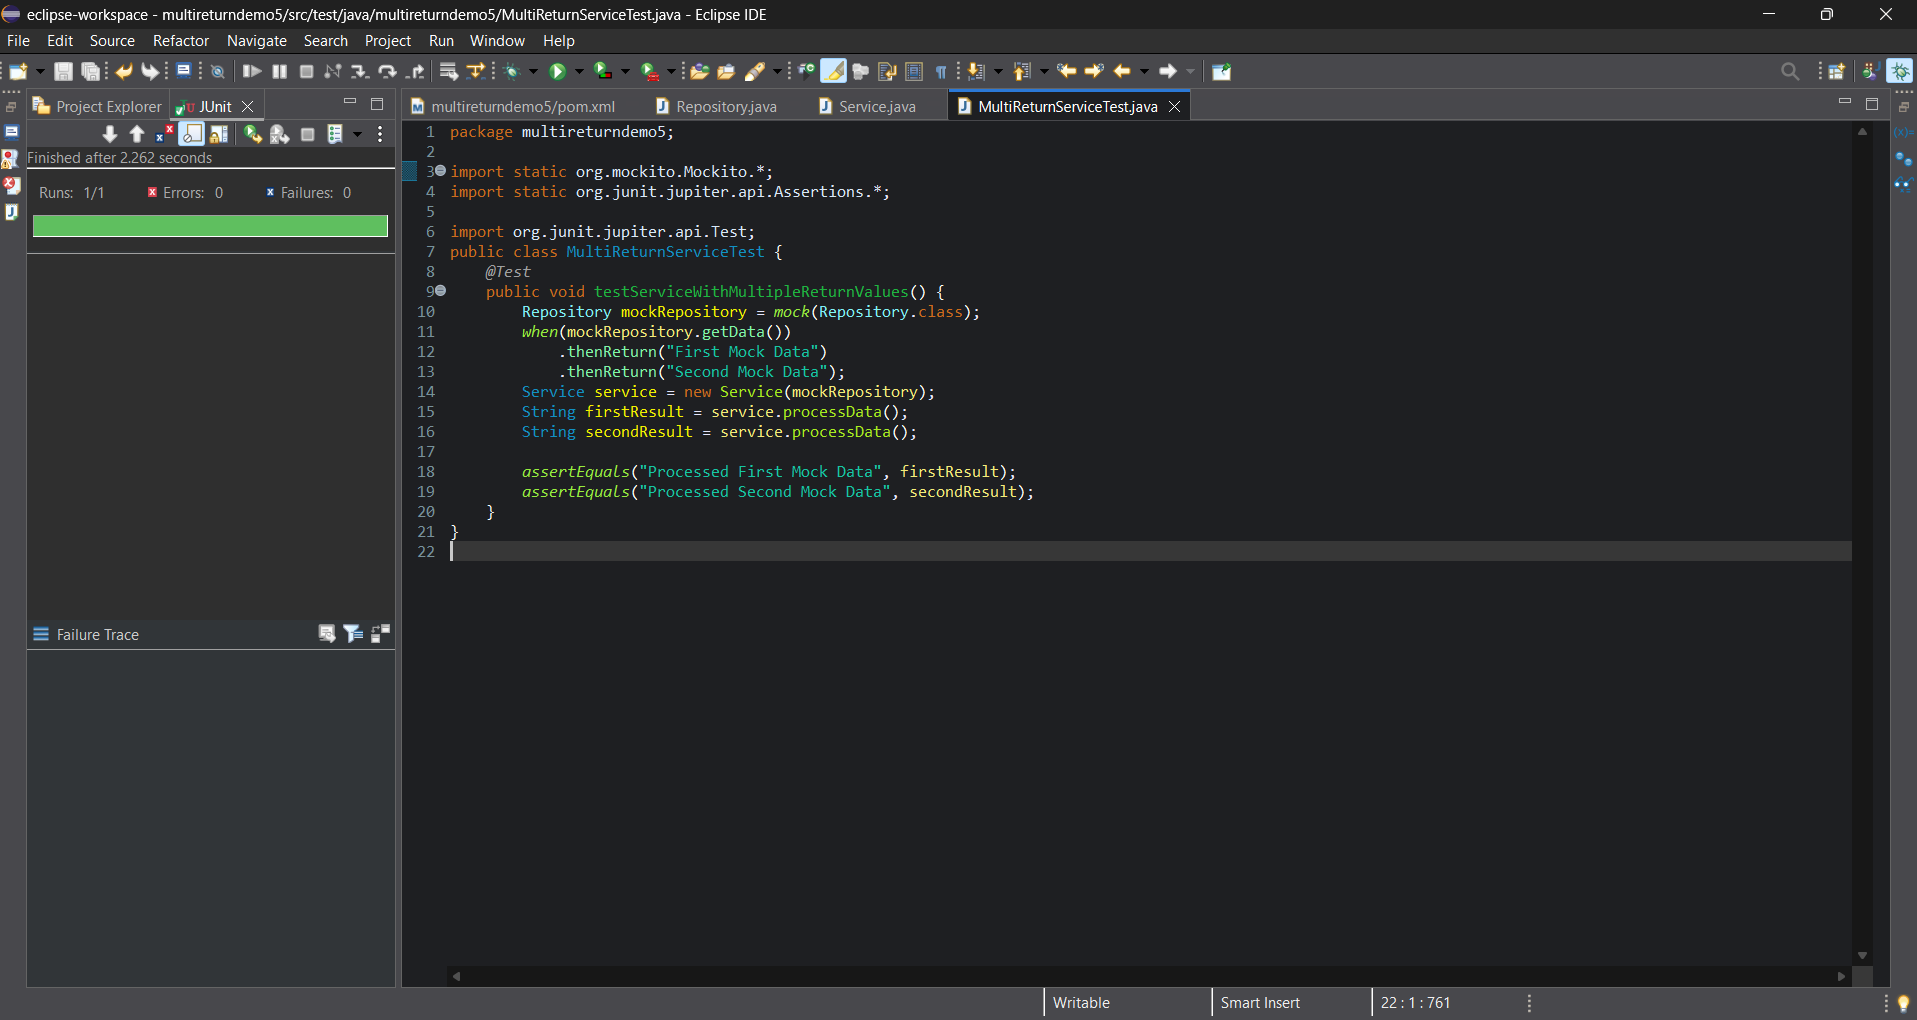 eclipse-workspace - multireturndemo5/src/test/java/multireturndemo5/MultiReturnServiceTest.java - Eclipse IDE
File Edit Source Refactor Navigate Search Project Run Window Help
Project Explorer JUnit
multireturndemo5/pom.xml Repository.java Service.java MultiReturnServiceTest.java
Finished after 2.262 seconds
Runs: 1/1 Errors: 0 Failures: 0
Failure Trace
1 package multireturndemo5;
2
3 import static org.mockito.Mockito.*;
4 import static org.junit.jupiter.api.Assertions.*;
5
6 import org.junit.jupiter.api.Test;
7 public class MultiReturnServiceTest {
8 @Test
9 public void testServiceWithMultipleReturnValues() {
10 Repository mockRepository = mock(Repository.class);
11 when(mockRepository.getData())
12 .thenReturn("First Mock Data")
13 .thenReturn("Second Mock Data");
14 Service service = new Service(mockRepository);
15 String firstResult = service.processData();
16 String secondResult = service.processData();
17
18 assertEquals("Processed First Mock Data", firstResult);
19 assertEquals("Processed Second Mock Data", secondResult);
20 }
21 }
22
Writable Smart Insert 22 : 1 : 761